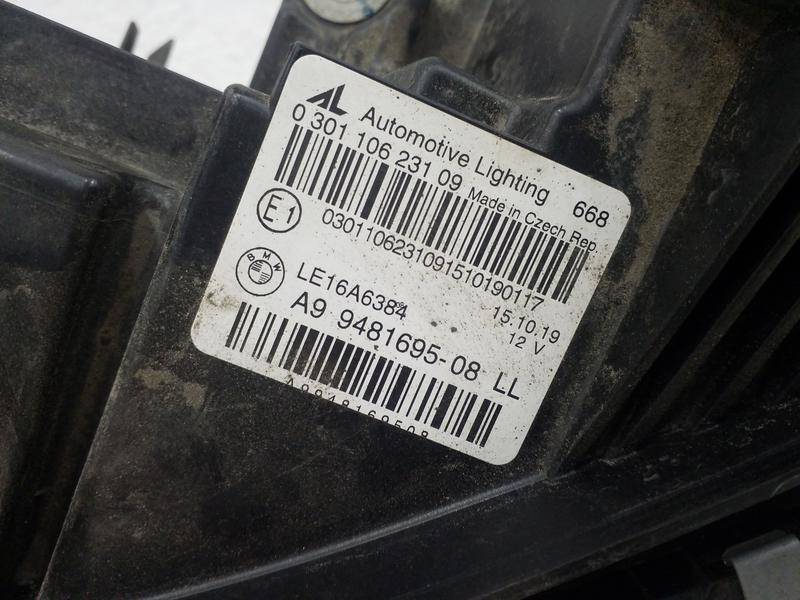 AL Automotive Lighting 668
0 301 106 231 09 Made in Czech Rep.
E1
0301106231091510190117
BMW
LE16A6384 15.10.19
A9 9481695-08 LL 12 V
A9948169508